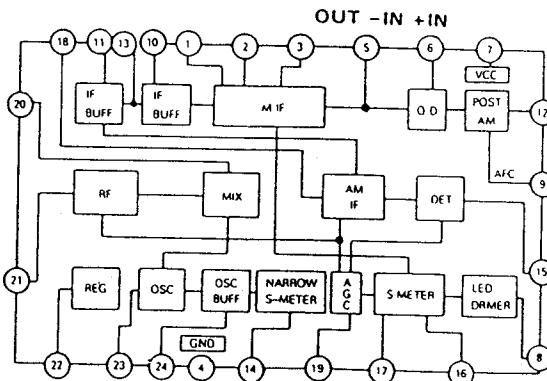 OUT -IN +IN
18 11 13 10 1 2 3 5 6 7
VCC
20
IF BUFF
IF BUFF
M IF
O.D
POST AM
12
AFC
9
RF
MIX
AM IF
DET
21
15
REG
OSC
OSC BUFF
NARROW S-METER
AGC
S METER
LED DRMER
GND
22 23 24 4 14 19 17 16 8